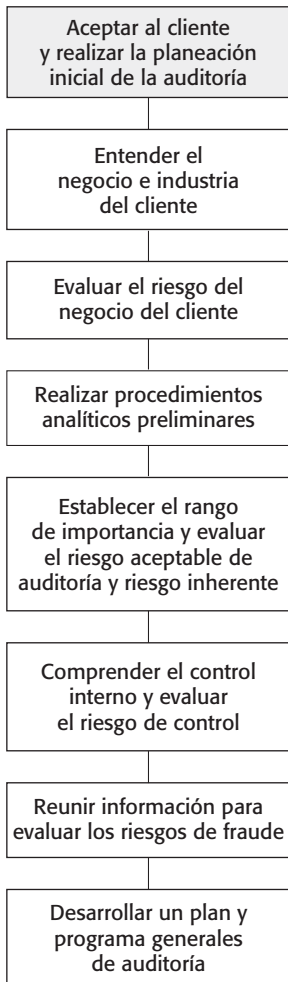 Aceptar al cliente
y realizar la planeación
inicial de la auditoría
Entender el
negocio e industria
del cliente
Evaluar el riesgo del
negocio del cliente
Realizar procedimientos
analíticos preliminares
Establecer el rango
de importancia y evaluar
el riesgo aceptable de
auditoría y riesgo inherente
Comprender el control
interno y evaluar
el riesgo de control
Reunir información para
evaluar los riesgos de fraude
Desarrollar un plan y
programa generales
de auditoría